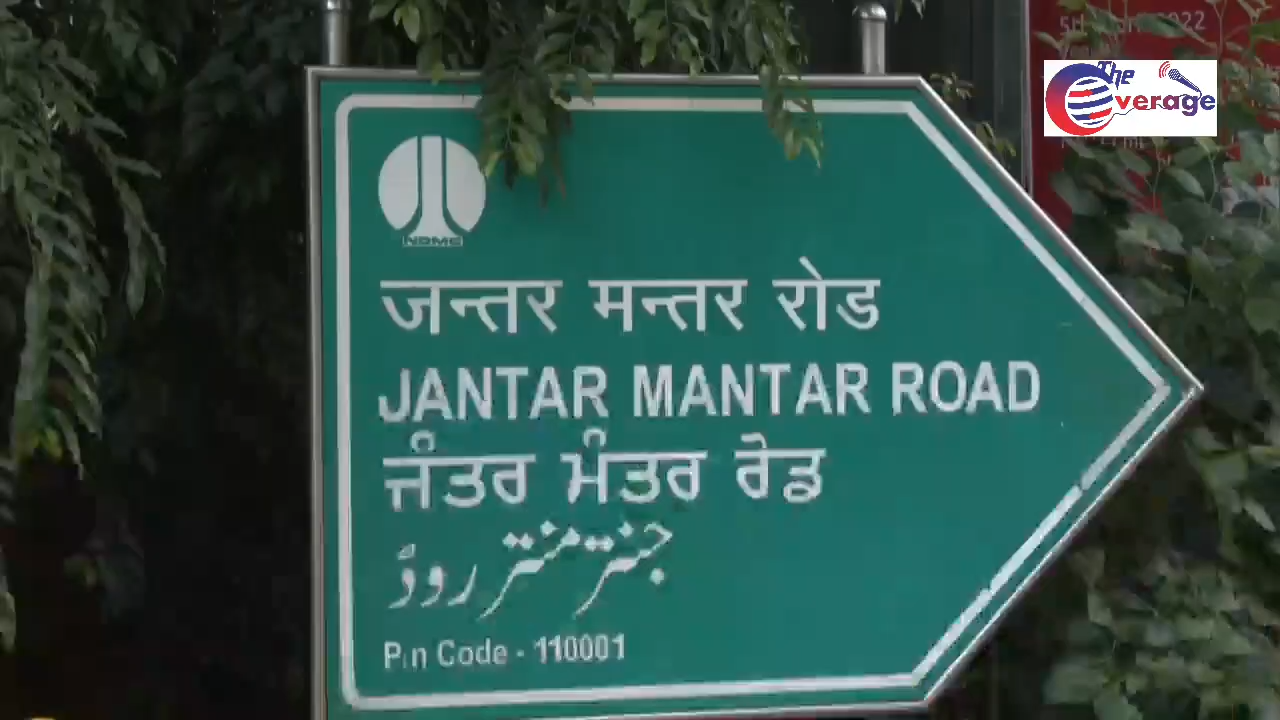 The
everage
NDMC
जन्तर मन्तर रोड
JANTAR MANTAR ROAD
ਜੰਤਰ ਮੰਤਰ ਰੋਡ
جنتر منتر روڈ
Pin Code - 110001